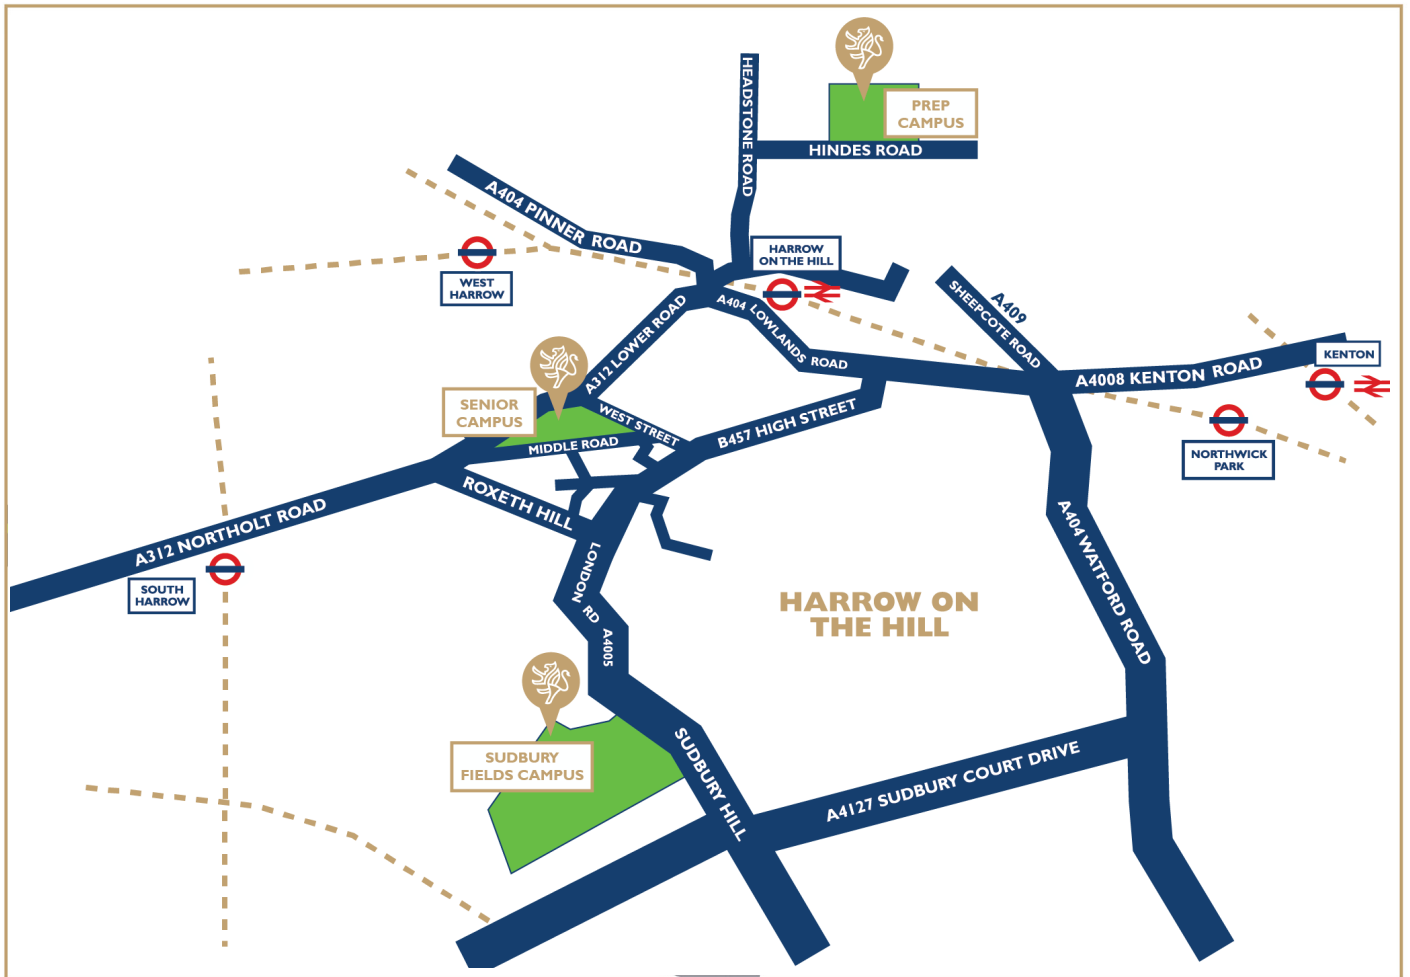 HEADSTONE ROAD
PREP
CAMPUS
HINDES ROAD
A404 PINNER ROAD
HARROW
ON THE HILL
WEST
HARROW
A404 LOWLANDS ROAD
A409
SHEEPCOTE ROAD
A312 LOWER ROAD
KENTON
A4008 KENTON ROAD
SENIOR
CAMPUS
WEST STREET
B457 HIGH STREET
MIDDLE ROAD
NORTHWICK
PARK
ROXETH HILL
A312 NORTHOLT ROAD
SOUTH
HARROW
LONDON RD A4005
HARROW ON
THE HILL
A404 WATFORD ROAD
SUDBURY
FIELDS CAMPUS
SUDBURY HILL
A4127 SUDBURY COURT DRIVE